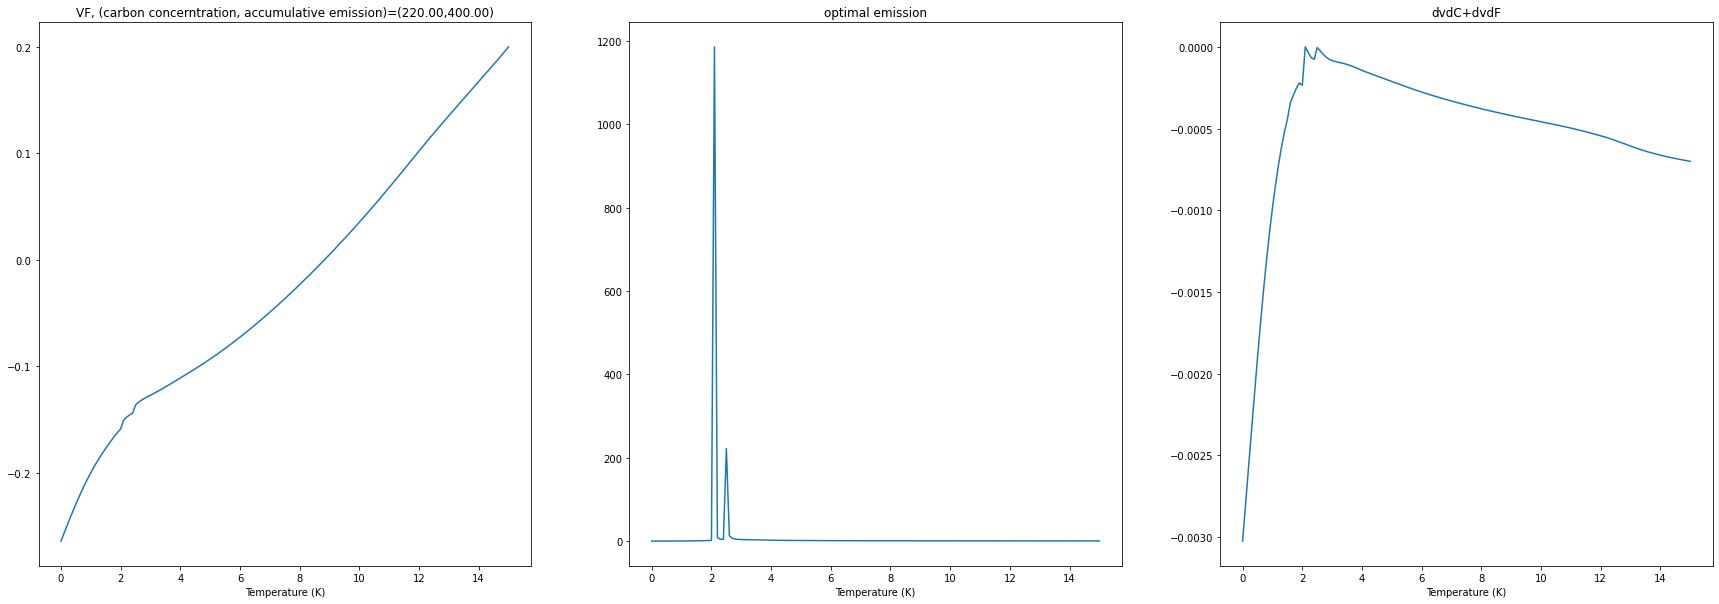 VF, (carbon concerntration, accumulative emission)=(220.00,400.00)
0.2
0.1
0.0
−0.1
−0.2
0 2 4 6 8 10 12 14
Temperature (K)
optimal emission
1200
1000
800
600
400
200
0
0 2 4 6 8 10 12 14
Temperature (K)
dvdC+dvdF
0.0000
−0.0005
−0.0010
−0.0015
−0.0020
−0.0025
−0.0030
0 2 4 6 8 10 12 14
Temperature (K)